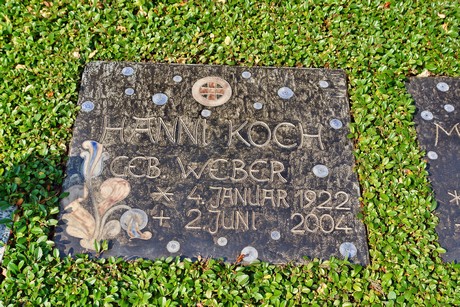 HANNI KOCH
GEB. WEBER
* 4. JANUAR 1922
+ 2. JUNI 2004